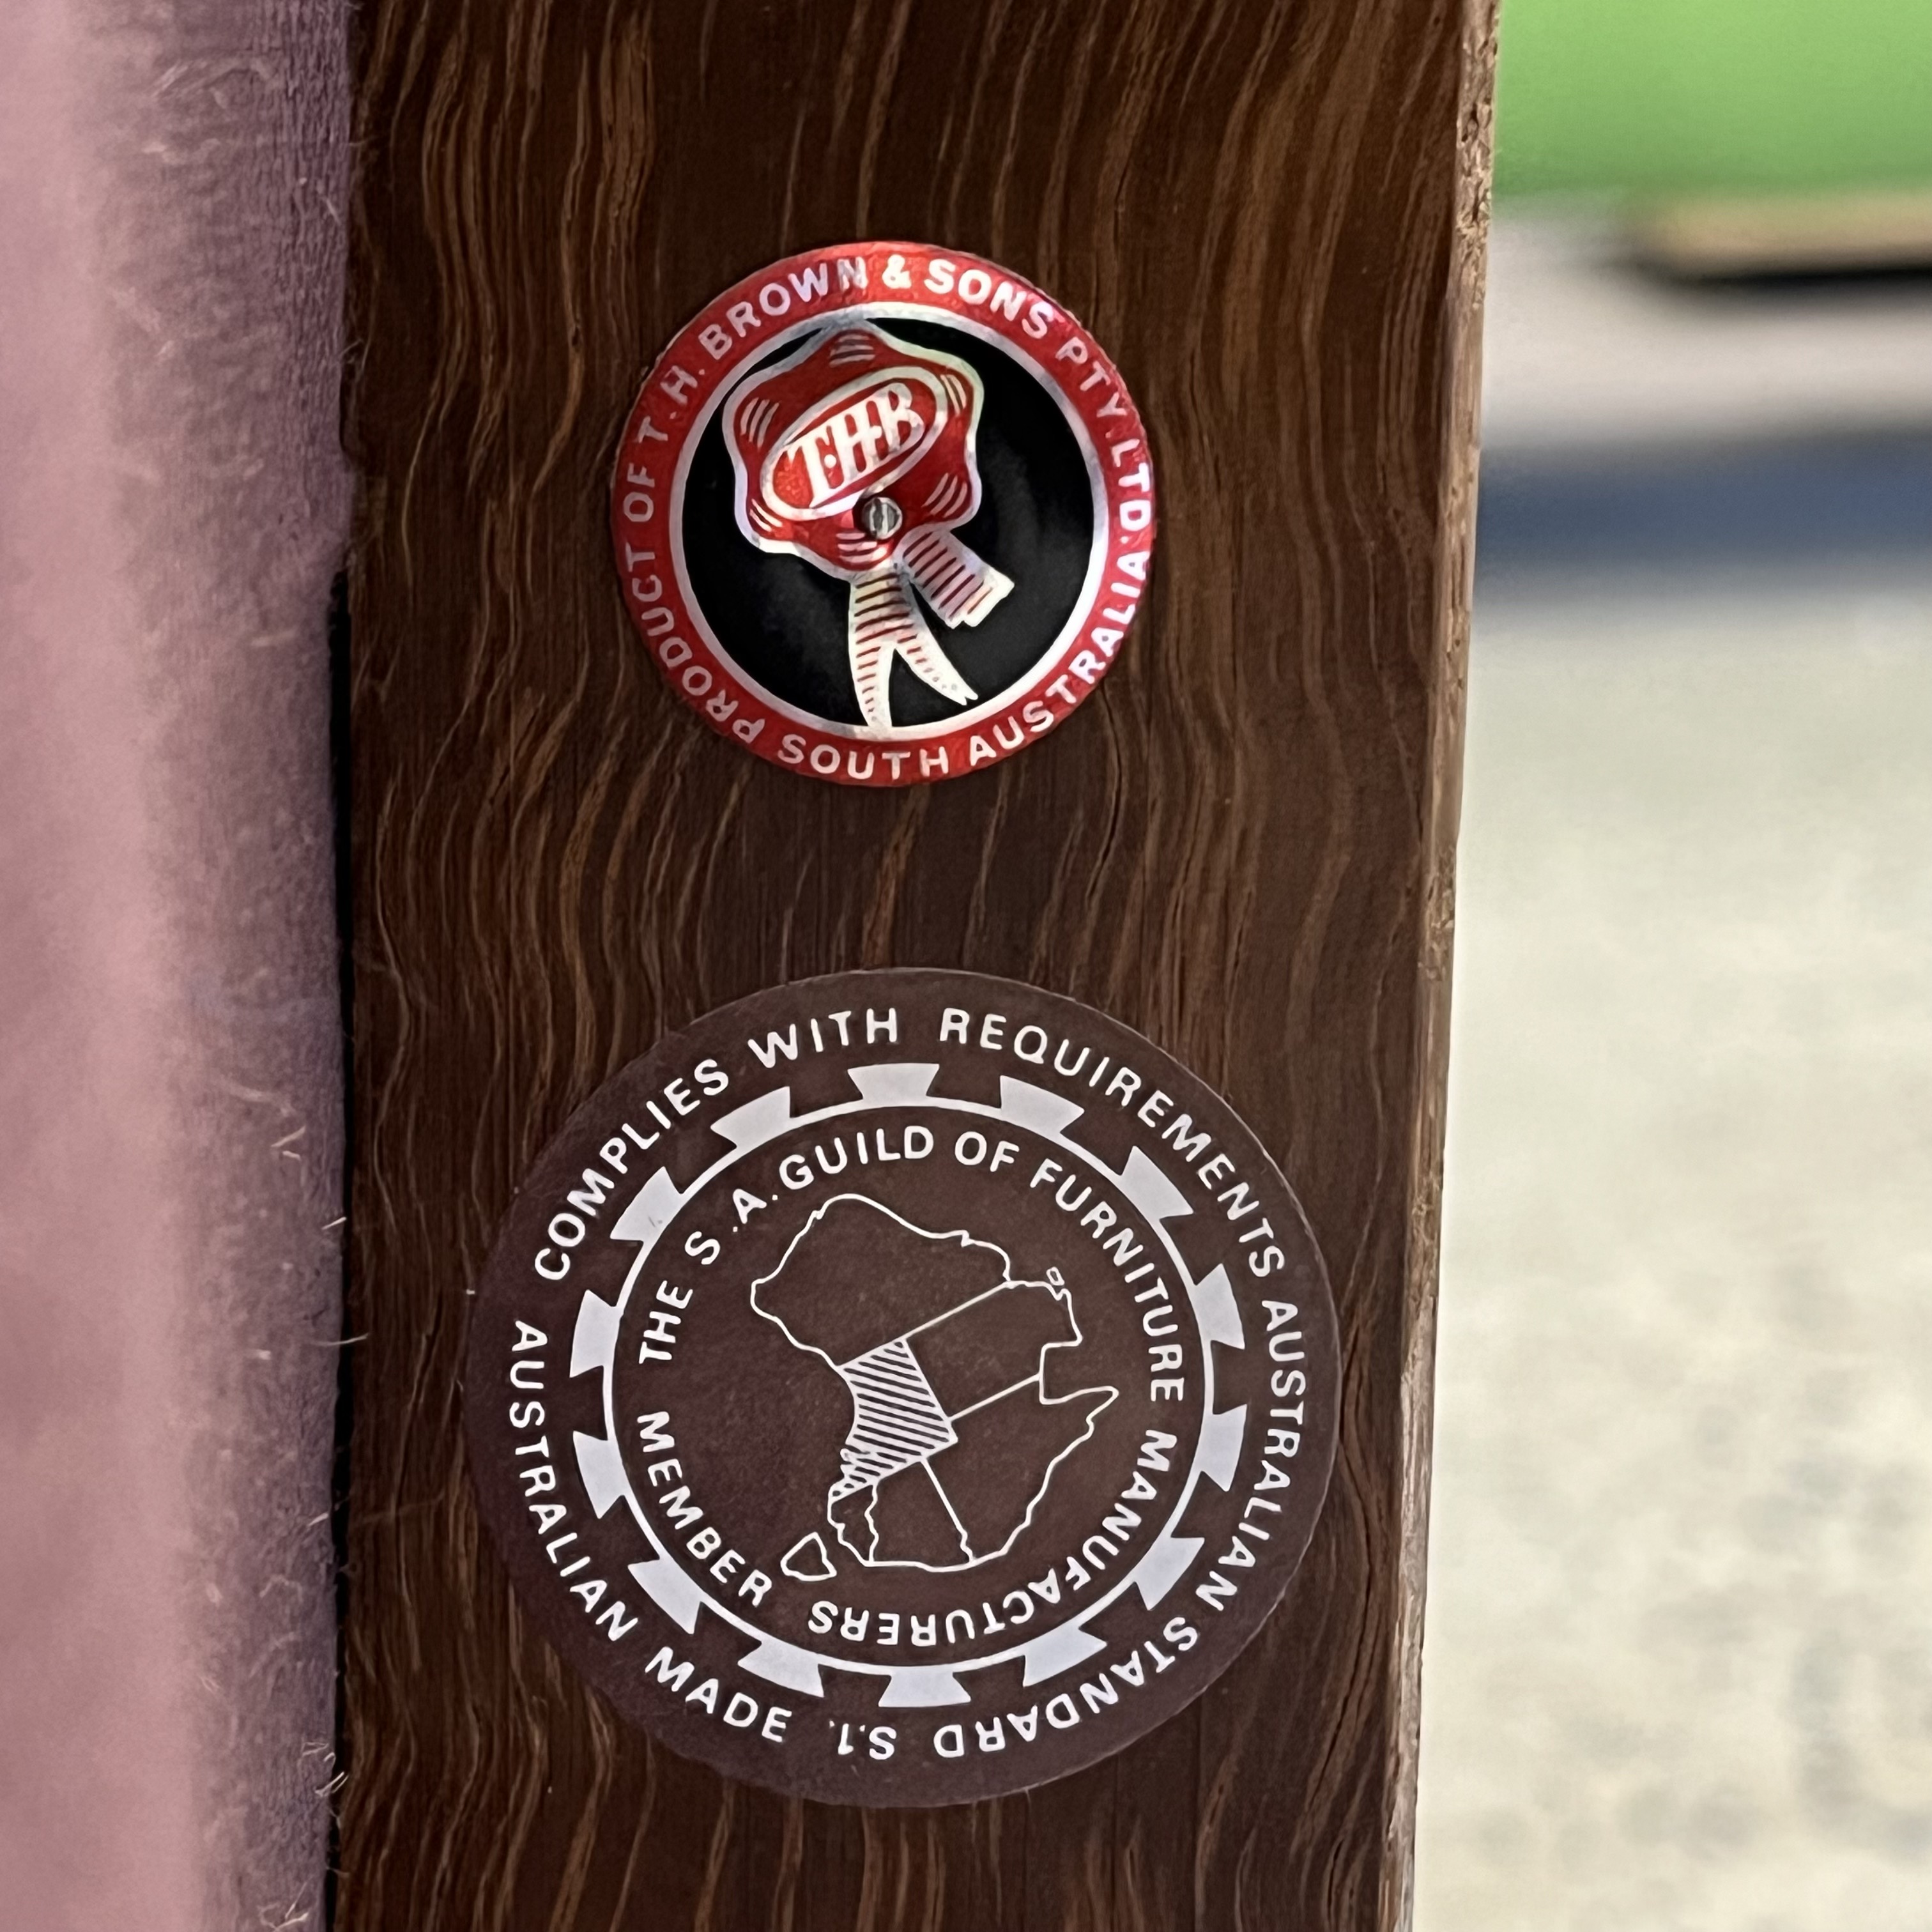 PRODUCT OF T.H. BROWN & SONS PTY. LTD.
SOUTH AUSTRALIA
T.H.B
COMPLIES WITH REQUIREMENTS AUSTRALIAN STANDARD S.1.
AUSTRALIAN MADE
THE S.A. GUILD OF FURNITURE MANUFACTURERS
MEMBER